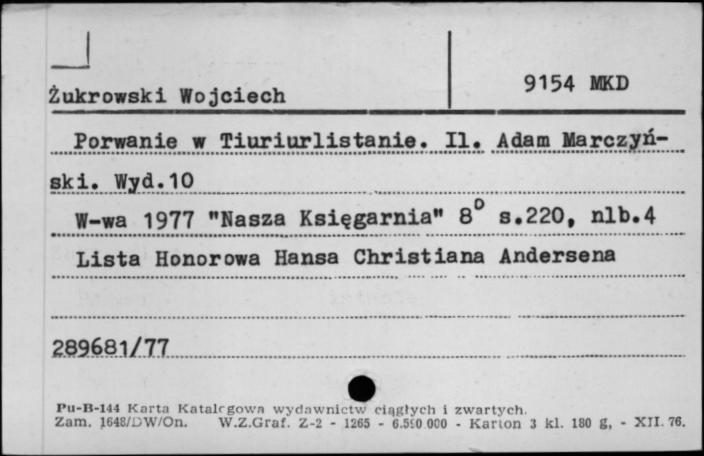 9154 MKD
Żukrowski Wojciech
Porwanie w Tiuriurlistanie. Il. Adam Marczyń-
ski. Wyd.10
W-wa 1977 "Nasza Księgarnia" 8° s.220, nlb.4
Lista Honorowa Hansa Christiana Andersena
289681/77
Pu-B-144 Karta Katalogowa wydawnictw ciągłych i zwartych.
Zam. 1648/DW/On. W.Z.Graf. Z-2 - 1265 - 6.550 000 - Karton 3 kl. 180 g, - XII. 76.